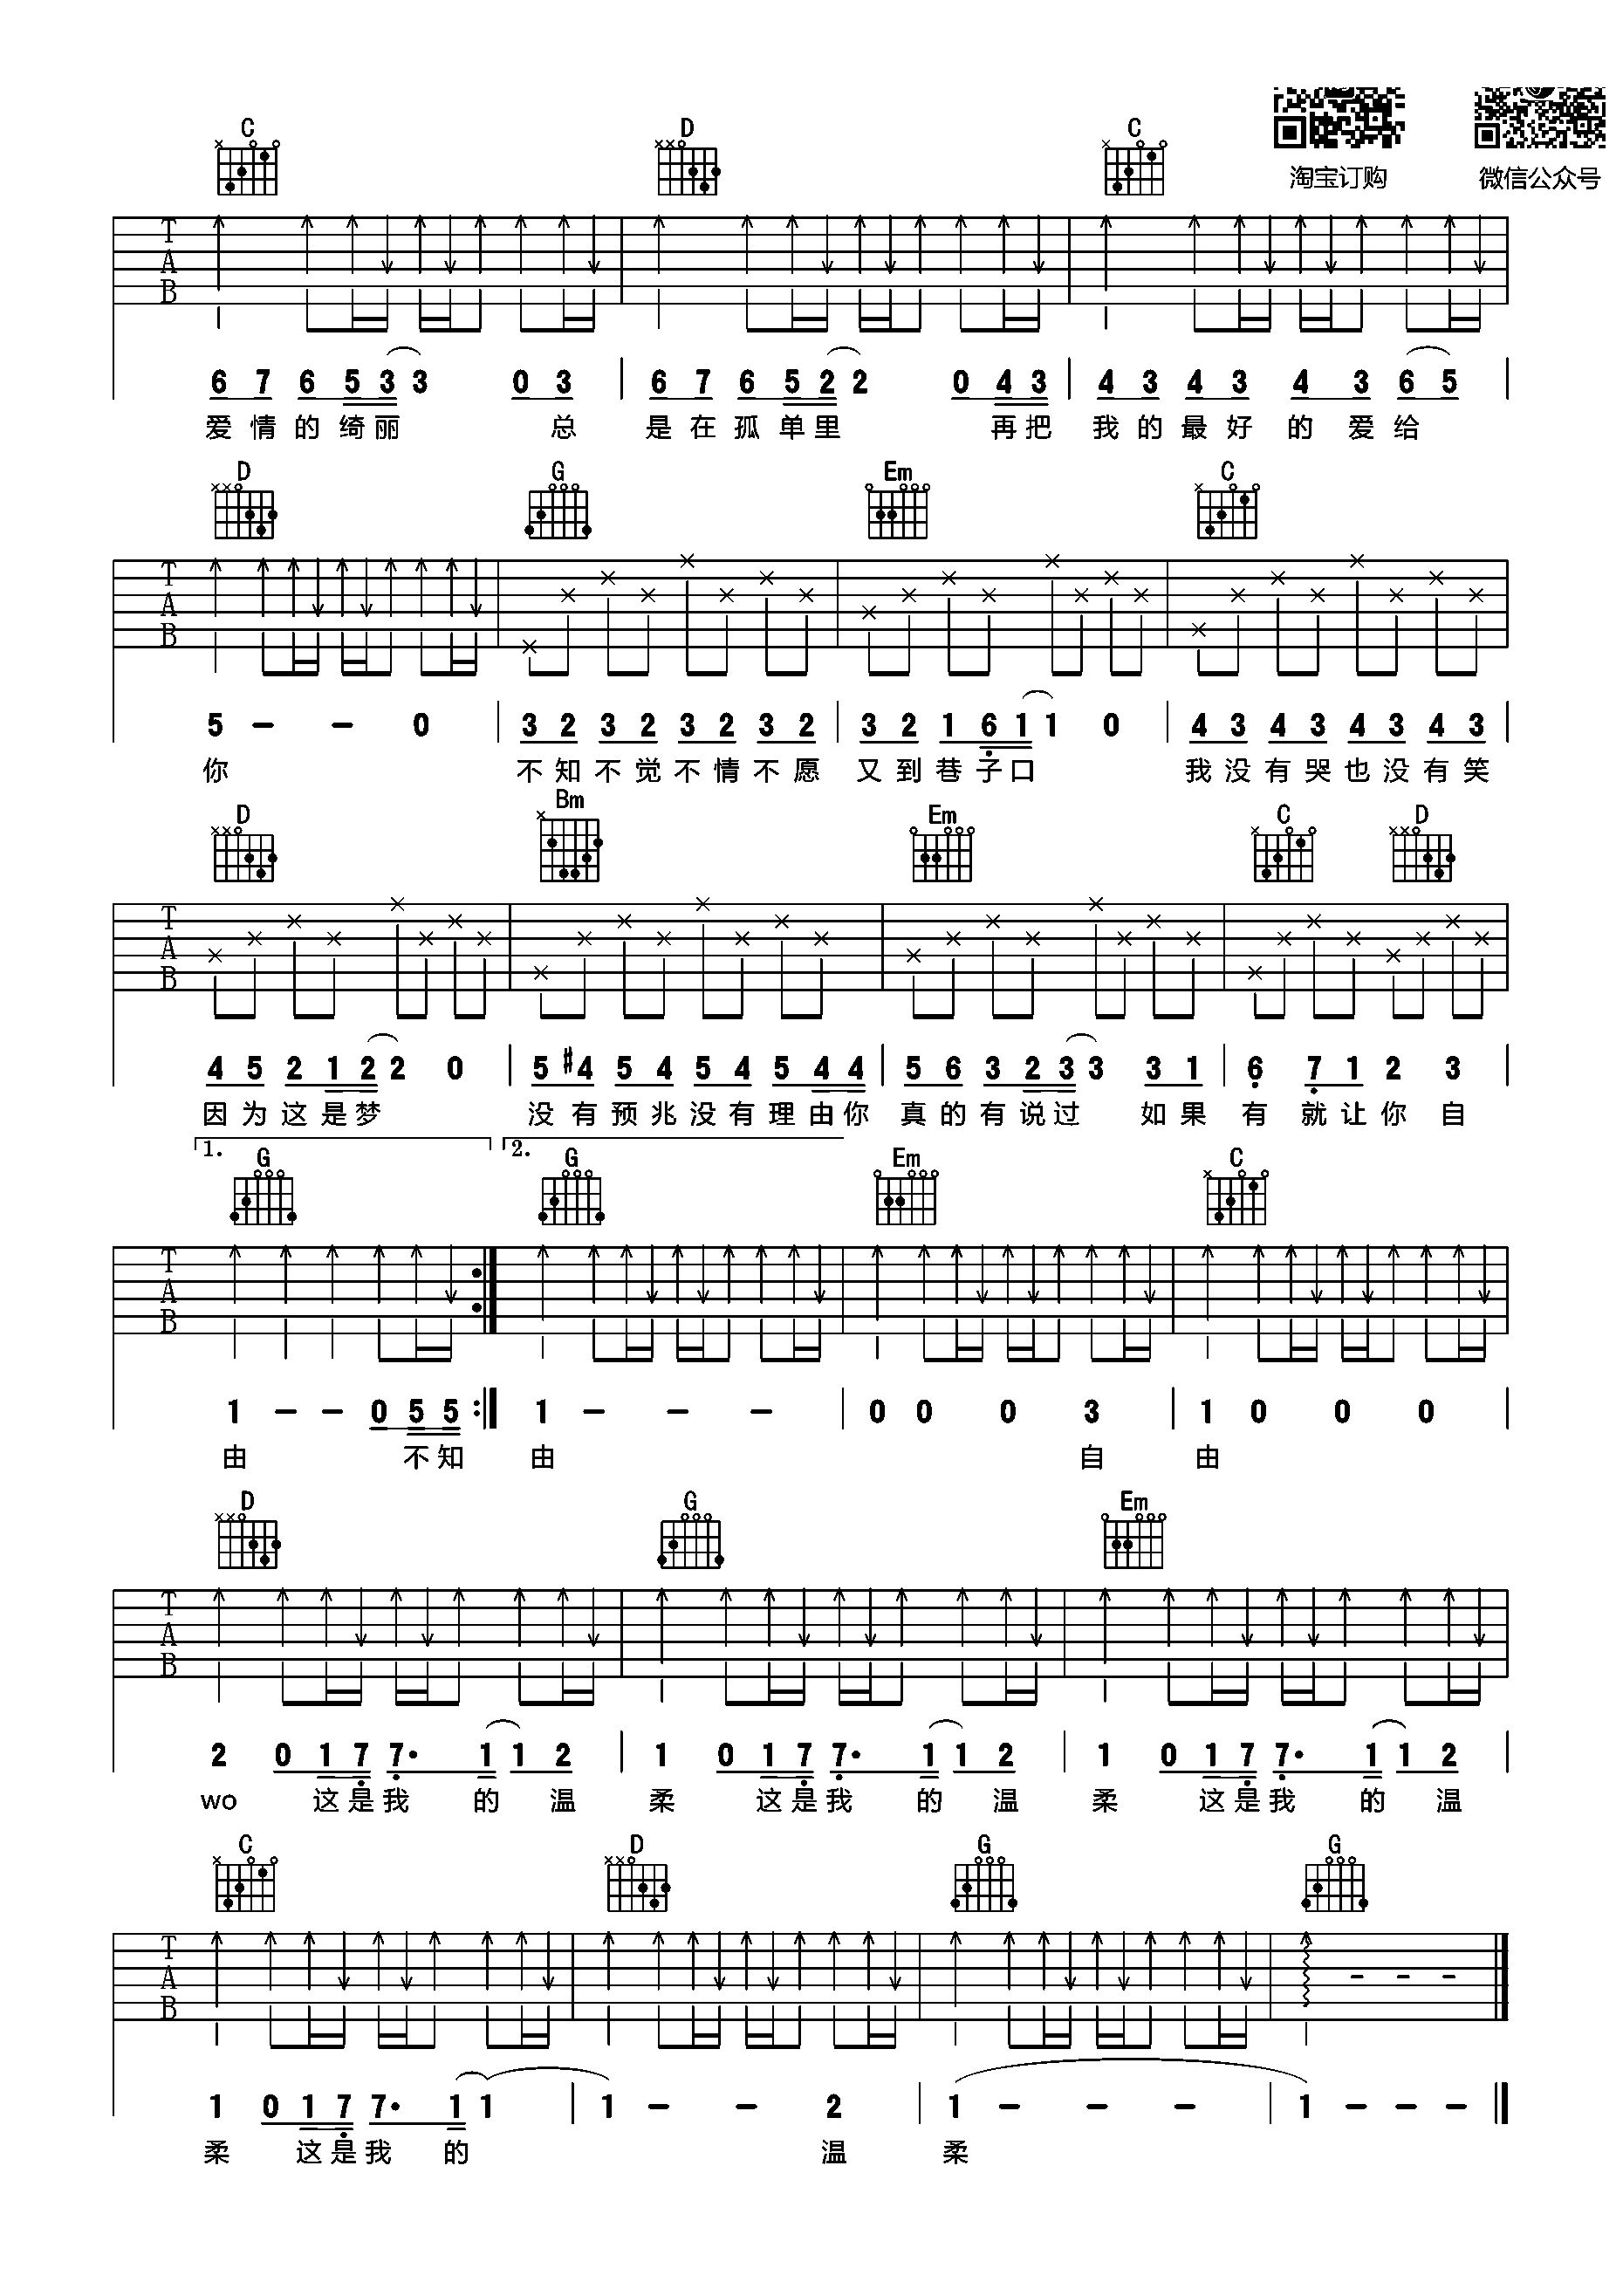 淘宝订购 微信公众号
C D C
T A B
6 7 6 5 3 3 0 3 | 6 7 6 5 2 2 0 4 3 | 4 3 4 3 4 3 6 5 |
爱情的绮丽 总 是在孤单里 再把 我的最好的爱给
D G Em C
T A B
5 - - 0 | 3 2 3 2 3 2 3 2 | 3 2 1 6 1 1 0 | 4 3 4 3 4 3 4 3 |
你 不知不觉不情不愿 又到巷子口 我没有哭也没有笑
D Bm Em C D
T A B
4 5 2 1 2 2 0 | 5 #4 5 4 5 4 5 4 4 | 5 6 3 2 3 3 3 1 | 6 7 1 2 3 |
因为这是梦 没有预兆没有理由你 真的有说过 如果 有 就让你 自
1. 2.
G G Em C
T A B
1 - - 0 5 5 :| 1 - - - | 0 0 0 3 | 1 0 0 0 |
由 不知 由 自 由
D G Em
T A B
2 0 1 7 7· 1 1 2 | 1 0 1 7 7· 1 1 2 | 1 0 1 7 7· 1 1 2 |
wo 这是我 的 温 柔 这是我 的 温 柔 这是我 的 温
C D G G
T A B
1 0 1 7 7· 1 1 | 1 - - 2 | 1 - - - | 1 - - - |
柔 这是我 的 温 柔